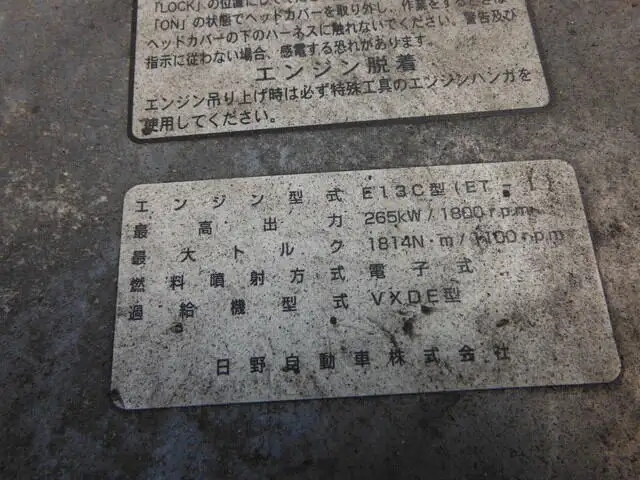 「LOCK」の位置にして
「ON」の状態でヘッドカバーを取り外し、作業をするときは
ヘッドカバーの下のハーネスに触れないでください。警告及び
指示に従わない場合、感電する恐れがあります。
エンジン脱着
エンジン吊り上げ時は必ず特殊工具のエンジンハンガを
使用してください。
エンジン型式 E13C型(ET-)
最高出力 265kW/1800r.p.m
最大トルク 1814N・m/1100r.p.m
燃料噴射方式 電子式
過給機型式 VXDE型
日野自動車株式会社